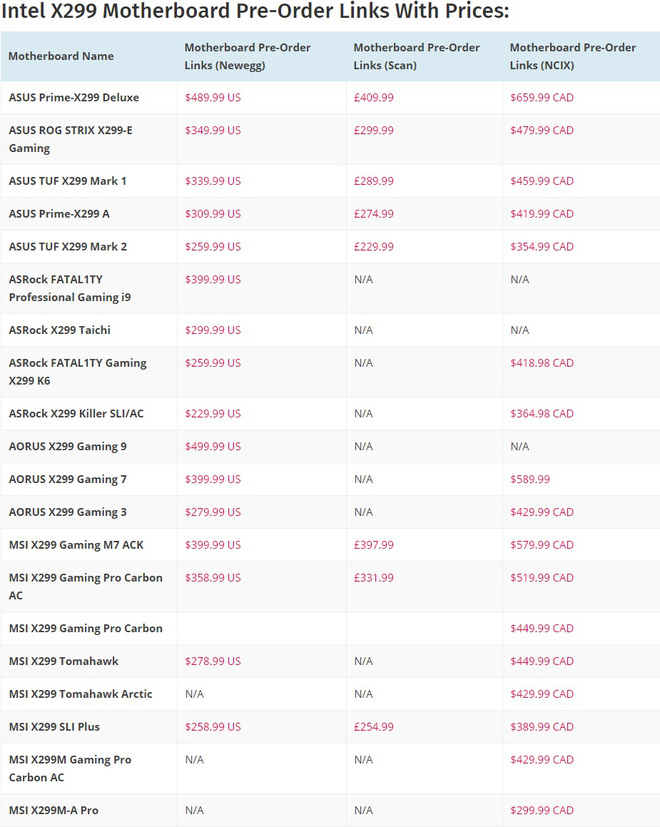 Intel X299 Motherboard Pre-Order Links With Prices:
Motherboard Name Motherboard Pre-Order Links (Newegg) Motherboard Pre-Order Links (Scan) Motherboard Pre-Order Links (NCIX)
ASUS Prime-X299 Deluxe $489.99 US £409.99 $659.99 CAD
ASUS ROG STRIX X299-E Gaming $349.99 US £299.99 $479.99 CAD
ASUS TUF X299 Mark 1 $339.99 US £289.99 $459.99 CAD
ASUS Prime-X299 A $309.99 US £274.99 $419.99 CAD
ASUS TUF X299 Mark 2 $259.99 US £229.99 $354.99 CAD
ASRock FATAL1TY Professional Gaming i9 $399.99 US N/A N/A
ASRock X299 Taichi $299.99 US N/A N/A
ASRock FATAL1TY Gaming X299 K6 $259.99 US N/A $418.98 CAD
ASRock X299 Killer SLI/AC $229.99 US N/A $364.98 CAD
AORUS X299 Gaming 9 $499.99 US N/A N/A
AORUS X299 Gaming 7 $399.99 US N/A $589.99
AORUS X299 Gaming 3 $279.99 US N/A $429.99 CAD
MSI X299 Gaming M7 ACK $399.99 US £397.99 $579.99 CAD
MSI X299 Gaming Pro Carbon AC $358.99 US £331.99 $519.99 CAD
MSI X299 Gaming Pro Carbon $449.99 CAD
MSI X299 Tomahawk $278.99 US N/A $449.99 CAD
MSI X299 Tomahawk Arctic N/A N/A $429.99 CAD
MSI X299 SLI Plus $258.99 US £254.99 $389.99 CAD
MSI X299M Gaming Pro Carbon AC N/A N/A $429.99 CAD
MSI X299M-A Pro N/A N/A $299.99 CAD